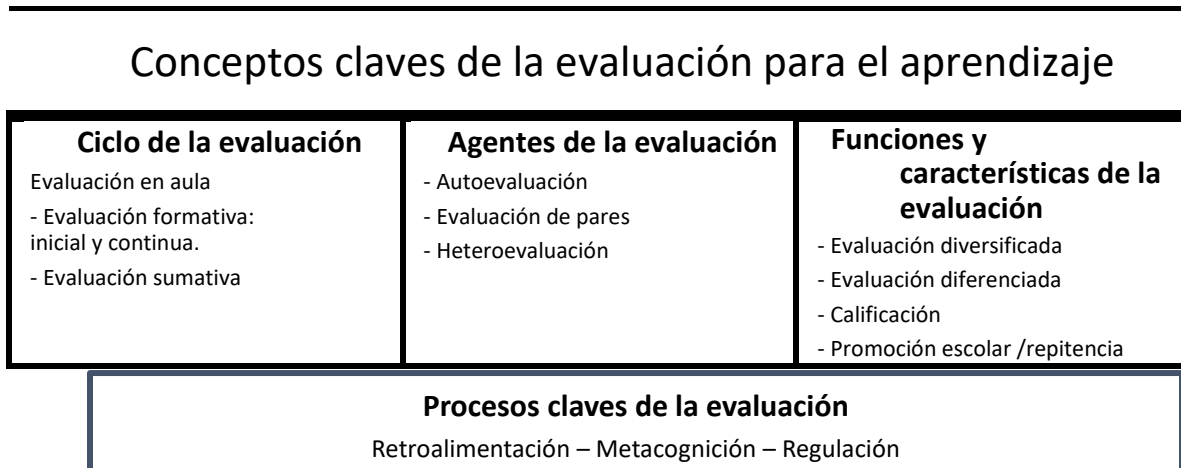 Conceptos claves de la evaluación para el aprendizaje
Ciclo de la evaluación
Evaluación en aula
- Evaluación formativa:
inicial y continua.
- Evaluación sumativa
Agentes de la evaluación
- Autoevaluación
- Evaluación de pares
- Heteroevaluación
Funciones y
características de la
evaluación
- Evaluación diversificada
- Evaluación diferenciada
- Calificación
- Promoción escolar /repitencia
Procesos claves de la evaluación
Retroalimentación – Metacognición – Regulación